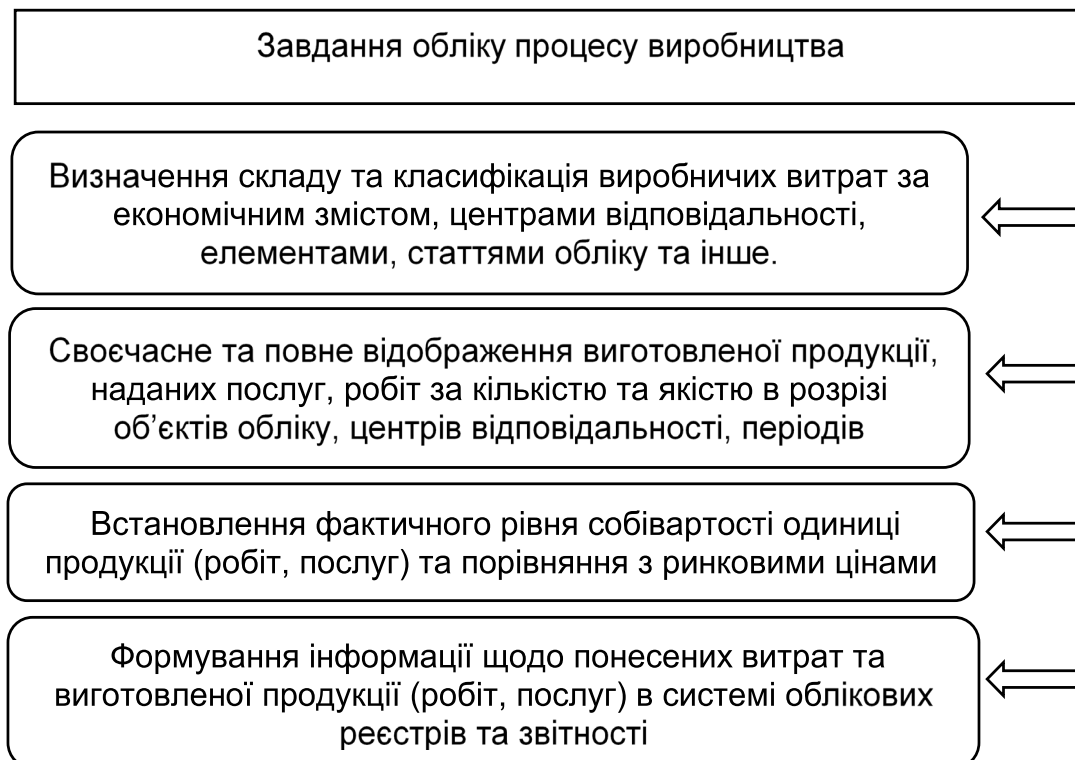 Завдання обліку процесу виробництва
Визначення складу та класифікація виробничих витрат за
економічним змістом, центрами відповідальності,
елементами, статтями обліку та інше.
Своєчасне та повне відображення виготовленої продукції,
наданих послуг, робіт за кількістю та якістю в розрізі
об’єктів обліку, центрів відповідальності, періодів
Встановлення фактичного рівня собівартості одиниці
продукції (робіт, послуг) та порівняння з ринковими цінами
Формування інформації щодо понесених витрат та
виготовленої продукції (робіт, послуг) в системі облікових
реєстрів та звітності